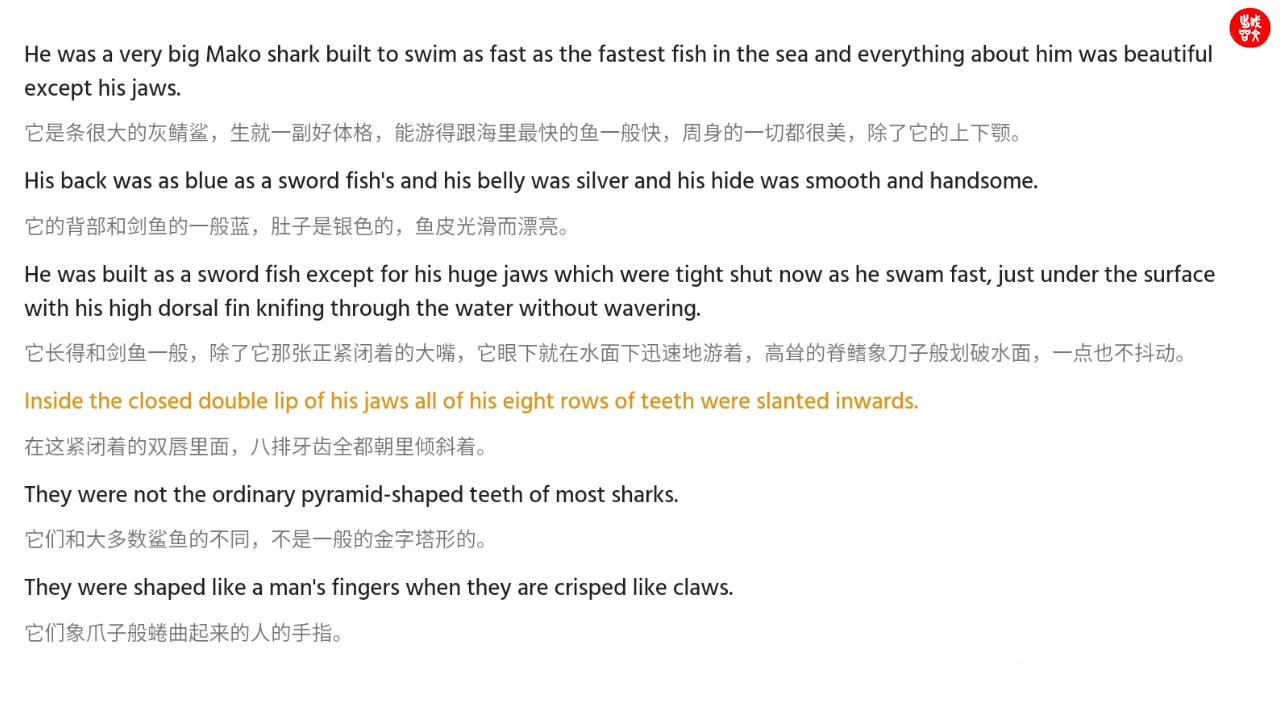 He was a very big Mako shark built to swim as fast as the fastest fish in the sea and everything about him was beautiful
except his jaws.
它是条很大的灰鲭鲨，生就一副好体格，能游得跟海里最快的鱼一般快，周身的一切都很美，除了它的上下颚。
His back was as blue as a sword fish's and his belly was silver and his hide was smooth and handsome.
它的背部和剑鱼的一般蓝，肚子是银色的，鱼皮光滑而漂亮。
He was built as a sword fish except for his huge jaws which were tight shut now as he swam fast, just under the surface
with his high dorsal fin knifing through the water without wavering.
它长得和剑鱼一般，除了它那张正紧闭着的大嘴，它眼下就在水面下迅速地游着，高耸的脊鳍象刀子般划破水面，一点也不抖动。
Inside the closed double lip of his jaws all of his eight rows of teeth were slanted inwards.
在这紧闭着的双唇里面，八排牙齿全都朝里倾斜着。
They were not the ordinary pyramid-shaped teeth of most sharks.
它们和大多数鲨鱼的不同，不是一般的金字塔形的。
They were shaped like a man's fingers when they are crisped like claws.
它们象爪子般蜷曲起来的人的手指。